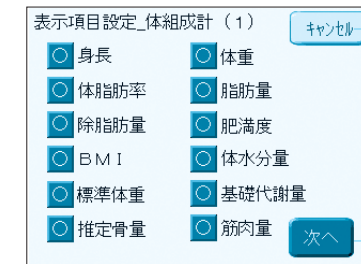 表示項目設定_体組成計（１）
キャンセル
身長
体重
体脂肪率
脂肪量
除脂肪量
肥満度
ＢＭＩ
体水分量
標準体重
基礎代謝量
推定骨量
筋肉量
次へ